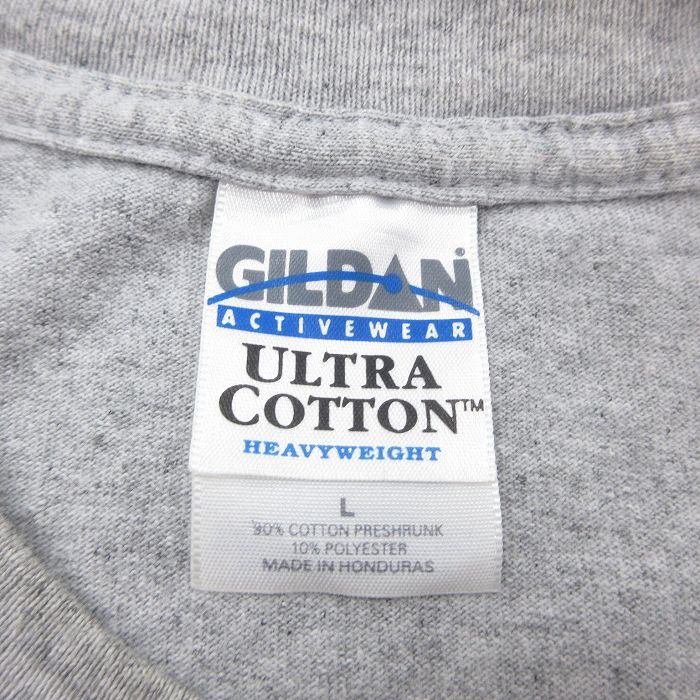 GILDAN®
ACTIVEWEAR
ULTRA
COTTON™
HEAVYWEIGHT
L
90% COTTON PRESHRUNK
10% POLYESTER
MADE IN HONDURAS